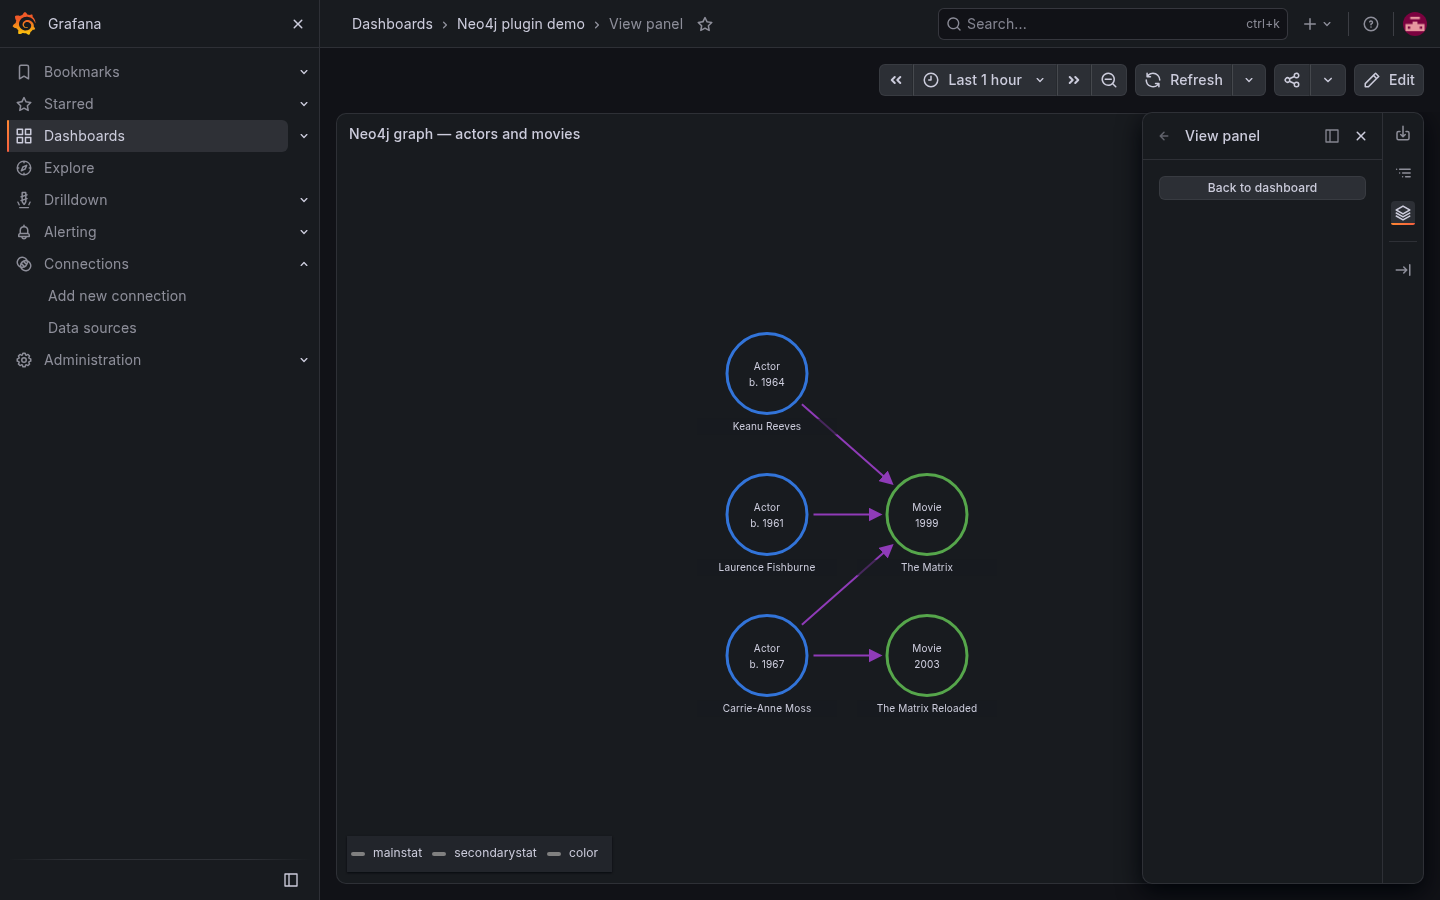 Grafana
Dashboards › Neo4j plugin demo › View panel
Search...
ctrl+k
Bookmarks
Starred
Dashboards
Explore
Drilldown
Alerting
Connections
Add new connection
Data sources
Administration
Last 1 hour
Refresh
Edit
Neo4j graph — actors and movies
Actor
b. 1964
Keanu Reeves
Actor
b. 1961
Laurence Fishburne
Movie
1999
The Matrix
Actor
b. 1967
Carrie-Anne Moss
Movie
2003
The Matrix Reloaded
mainstat secondarystat color
View panel
Back to dashboard